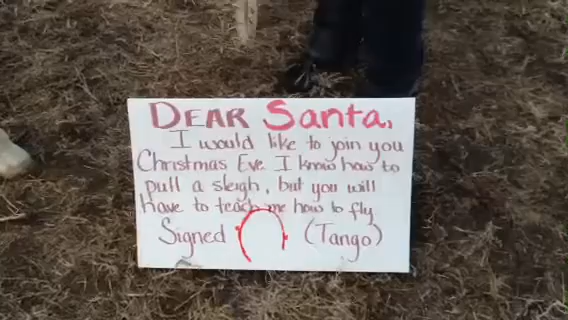 DEAR Santa,
I would like to join you
Christmas Eve. I know how to
pull a sleigh, but you will
have to teach me how to fly
Signed (Tango)